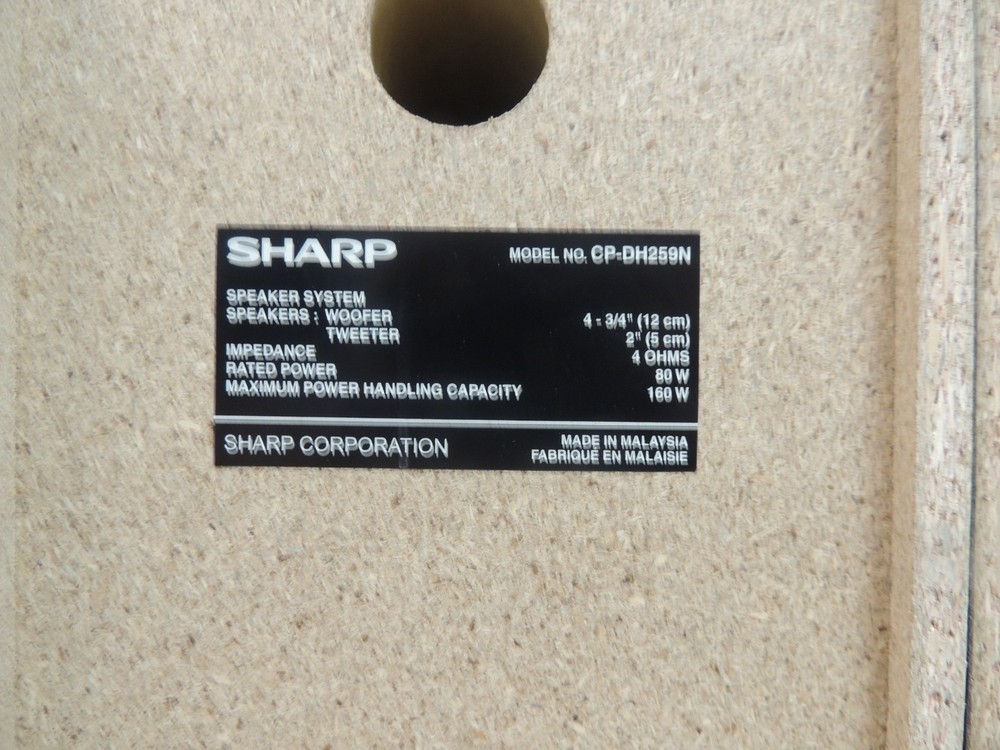 SHARP MODEL NO. CP-DH259N
SPEAKER SYSTEM
SPEAKERS : WOOFER 4 - 3/4" (12 cm)
TWEETER 2" (5 cm)
IMPEDANCE 4 OHMS
RATED POWER 80 W
MAXIMUM POWER HANDLING CAPACITY 160 W
SHARP CORPORATION MADE IN MALAYSIA
FABRIQUÉ EN MALAISIE